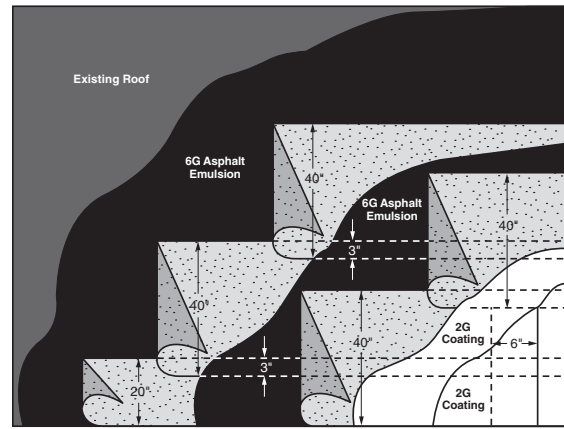 Existing Roof
6G Asphalt
Emulsion
40"
6G Asphalt
Emulsion
40"
3"
40"
40"
2G
Coating
6"
3"
20"
2G
Coating